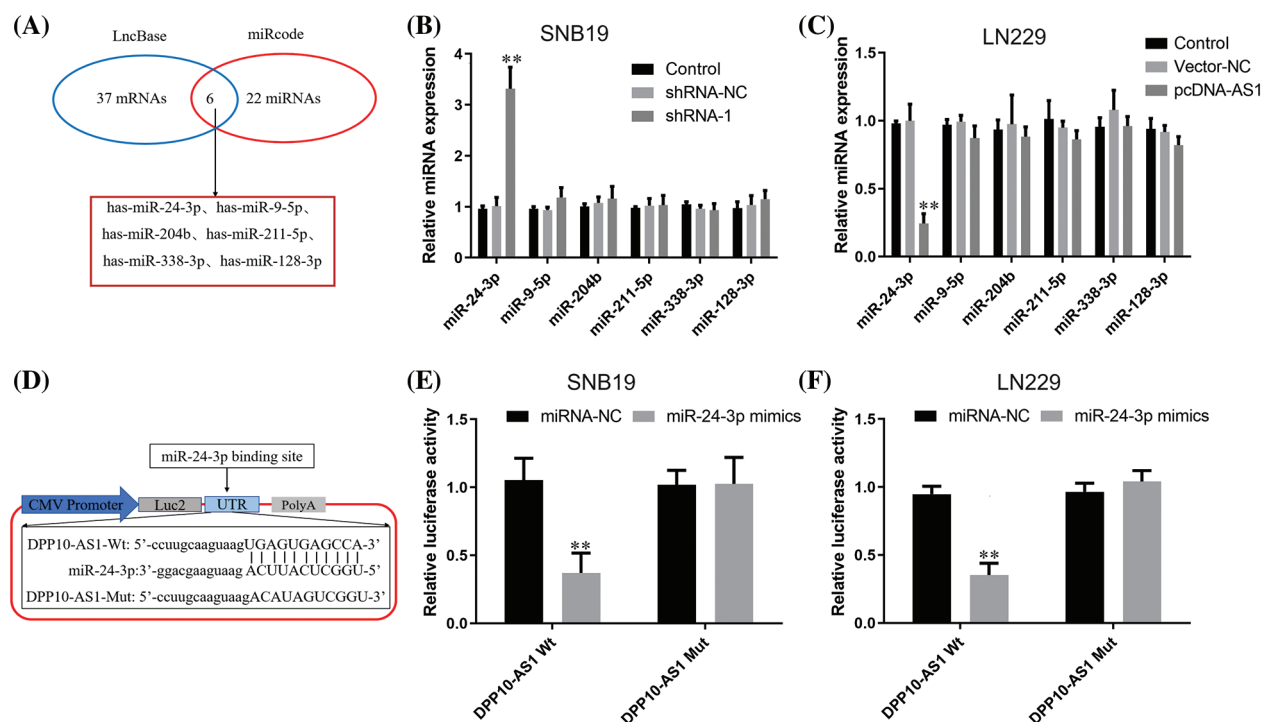 (A)
LncBase
miRcode
37 mRNAs
6
22 miRNAs
has-miR-24-3p、has-miR-9-5p、
has-miR-204b、has-miR-211-5p、
has-miR-338-3p、has-miR-128-3p
(B)
SNB19
Relative miRNA expression
4
3
2
1
0
**
Control
shRNA-NC
shRNA-1
miR-24-3p
miR-9-5p
miR-204b
miR-211-5p
miR-338-3p
miR-128-3p
(C)
LN229
Relative miRNA expression
1.5
1.0
0.5
0.0
**
Control
Vector-NC
pcDNA-AS1
miR-24-3p
miR-9-5p
miR-204b
miR-211-5p
miR-338-3p
miR-128-3p
(D)
miR-24-3p binding site
CMV Promoter
Luc2
UTR
PolyA
DPP10-AS1-Wt: 5’-ccuugcaaguaagUGAGUGAGCCA-3’
miR-24-3p:3’-ggacgaaguaag ACUUACUCGGU-5’
DPP10-AS1-Mut: 5’-ccuugcaaguaagACAUAGUCGGU-3’
(E)
SNB19
Relative luciferase activity
1.5
1.0
0.5
0.0
miRNA-NC
miR-24-3p mimics
**
DPP10-AS1 Wt
DPP10-AS1 Mut
(F)
LN229
Relative luciferase activity
1.5
1.0
0.5
0.0
miRNA-NC
miR-24-3p mimics
**
DPP10-AS1 Wt
DPP10-AS1 Mut